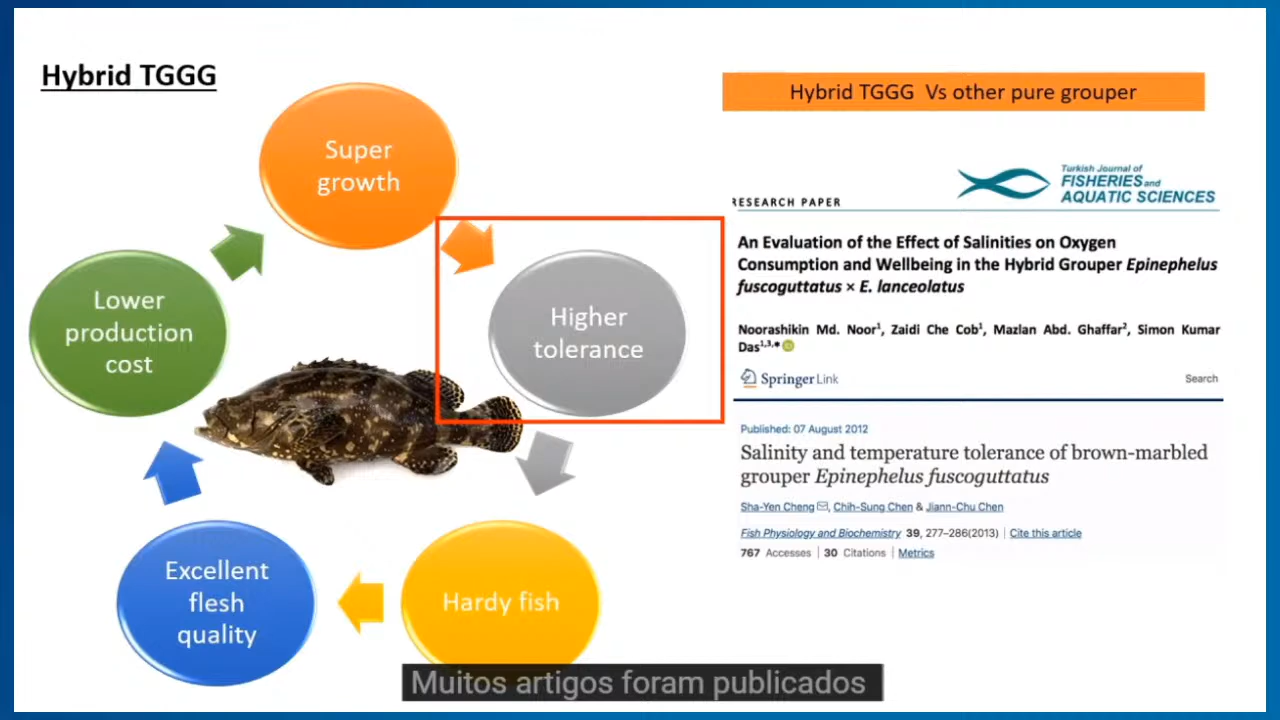 Hybrid TGGG
Super
growth
Higher
tolerance
Hardy fish
Excellent
flesh
quality
Lower
production
cost
Hybrid TGGG Vs other pure grouper
RESEARCH PAPER
Turkish Journal of
FISHERIES and
AQUATIC SCIENCES
An Evaluation of the Effect of Salinities on Oxygen
Consumption and Wellbeing in the Hybrid Grouper Epinephelus
fuscoguttatus × E. lanceolatus
Noorashikin Md. Noor¹, Zaidi Che Cob¹, Mazlan Abd. Ghaffar², Simon Kumar
Das¹,³,*
Springer Link
Search
Published: 07 August 2012
Salinity and temperature tolerance of brown-marbled
grouper Epinephelus fuscoguttatus
Sha-Yen Cheng, Chih-Sung Chen & Jiann-Chu Chen
Fish Physiology and Biochemistry 39, 277–286(2013) | Cite this article
767 Accesses | 30 Citations | Metrics
Muitos artigos foram publicados